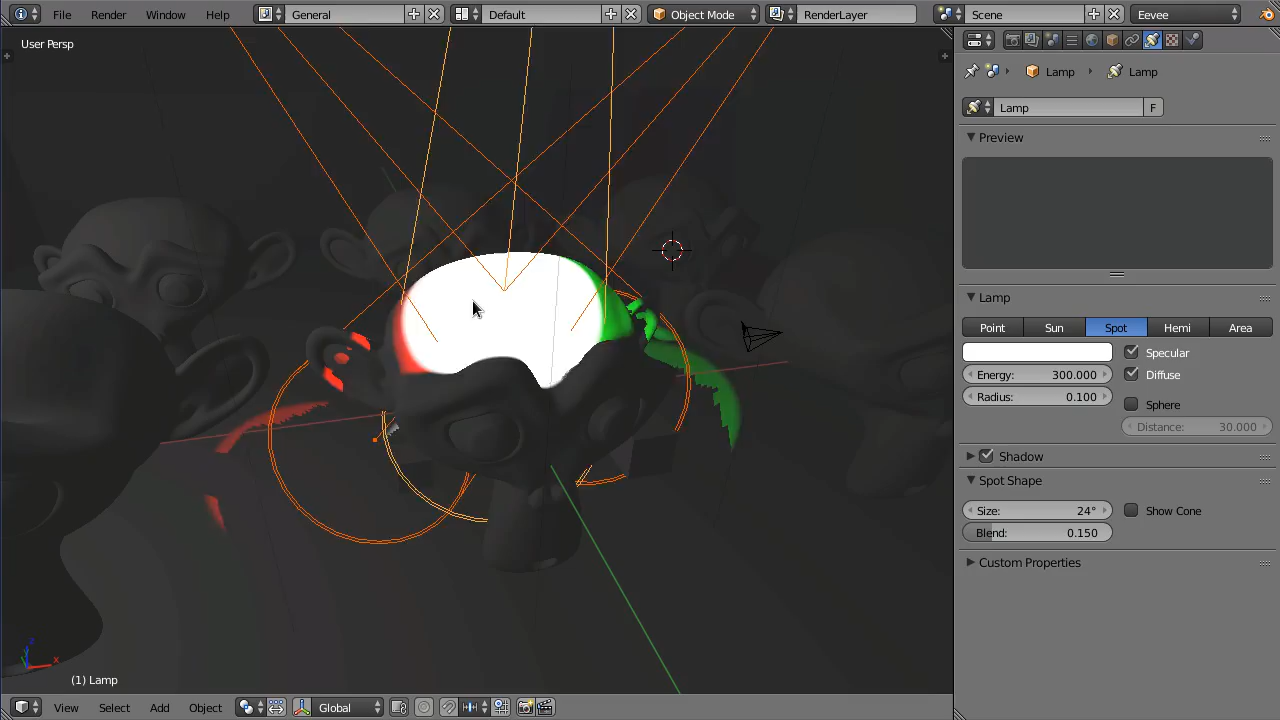 File Render Window Help General Default Object Mode RenderLayer Scene Eevee
User Persp
Lamp Lamp
Lamp F
Preview
Lamp
Point Sun Spot Hemi Area
Specular
Energy: 300.000 Diffuse
Radius: 0.100
Sphere
Distance: 30.000
Shadow
Spot Shape
Size: 24° Show Cone
Blend: 0.150
Custom Properties
z
x
(1) Lamp
View Select Add Object Global